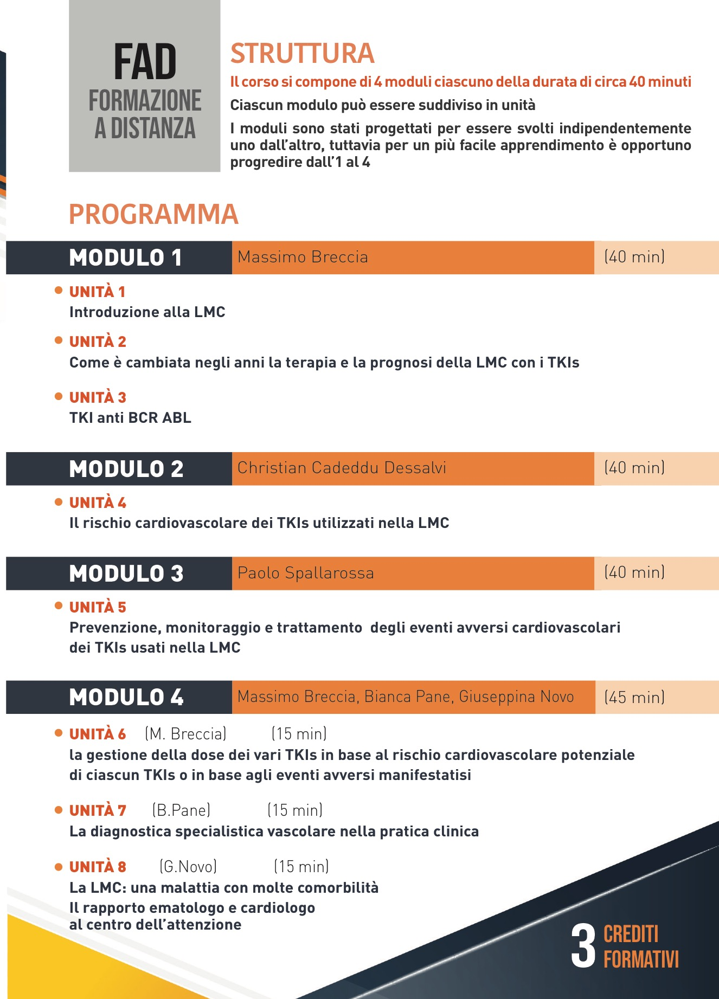 FAD
FORMAZIONE
A DISTANZA
STRUTTURA
Il corso si compone di 4 moduli ciascuno della durata di circa 40 minuti
Ciascun modulo può essere suddiviso in unità
I moduli sono stati progettati per essere svolti indipendentemente
uno dall'altro, tuttavia per un più facile apprendimento è opportuno
progredire dall'1 al 4
PROGRAMMA
MODULO 1 Massimo Breccia (40 min)
UNITÀ 1
Introduzione alla LMC
UNITÀ 2
Come è cambiata negli anni la terapia e la prognosi della LMC con i TKIs
UNITÀ 3
TKI anti BCR ABL
MODULO 2 Christian Cadeddu Dessalvi (40 min)
UNITÀ 4
Il rischio cardiovascolare dei TKIs utilizzati nella LMC
MODULO 3 Paolo Spallarossa (40 min)
UNITÀ 5
Prevenzione, monitoraggio e trattamento degli eventi avversi cardiovascolari
dei TKIs usati nella LMC
MODULO 4 Massimo Breccia, Bianca Pane, Giuseppina Novo (45 min)
UNITÀ 6 (M. Breccia) (15 min)
la gestione della dose dei vari TKIs in base al rischio cardiovascolare potenziale
di ciascun TKIs o in base agli eventi avversi manifestatisi
UNITÀ 7 (B.Pane) (15 min)
La diagnostica specialistica vascolare nella pratica clinica
UNITÀ 8 (G.Novo) (15 min)
La LMC: una malattia con molte comorbilità
Il rapporto ematologo e cardiologo
al centro dell'attenzione
3 CREDITI
FORMATIVI